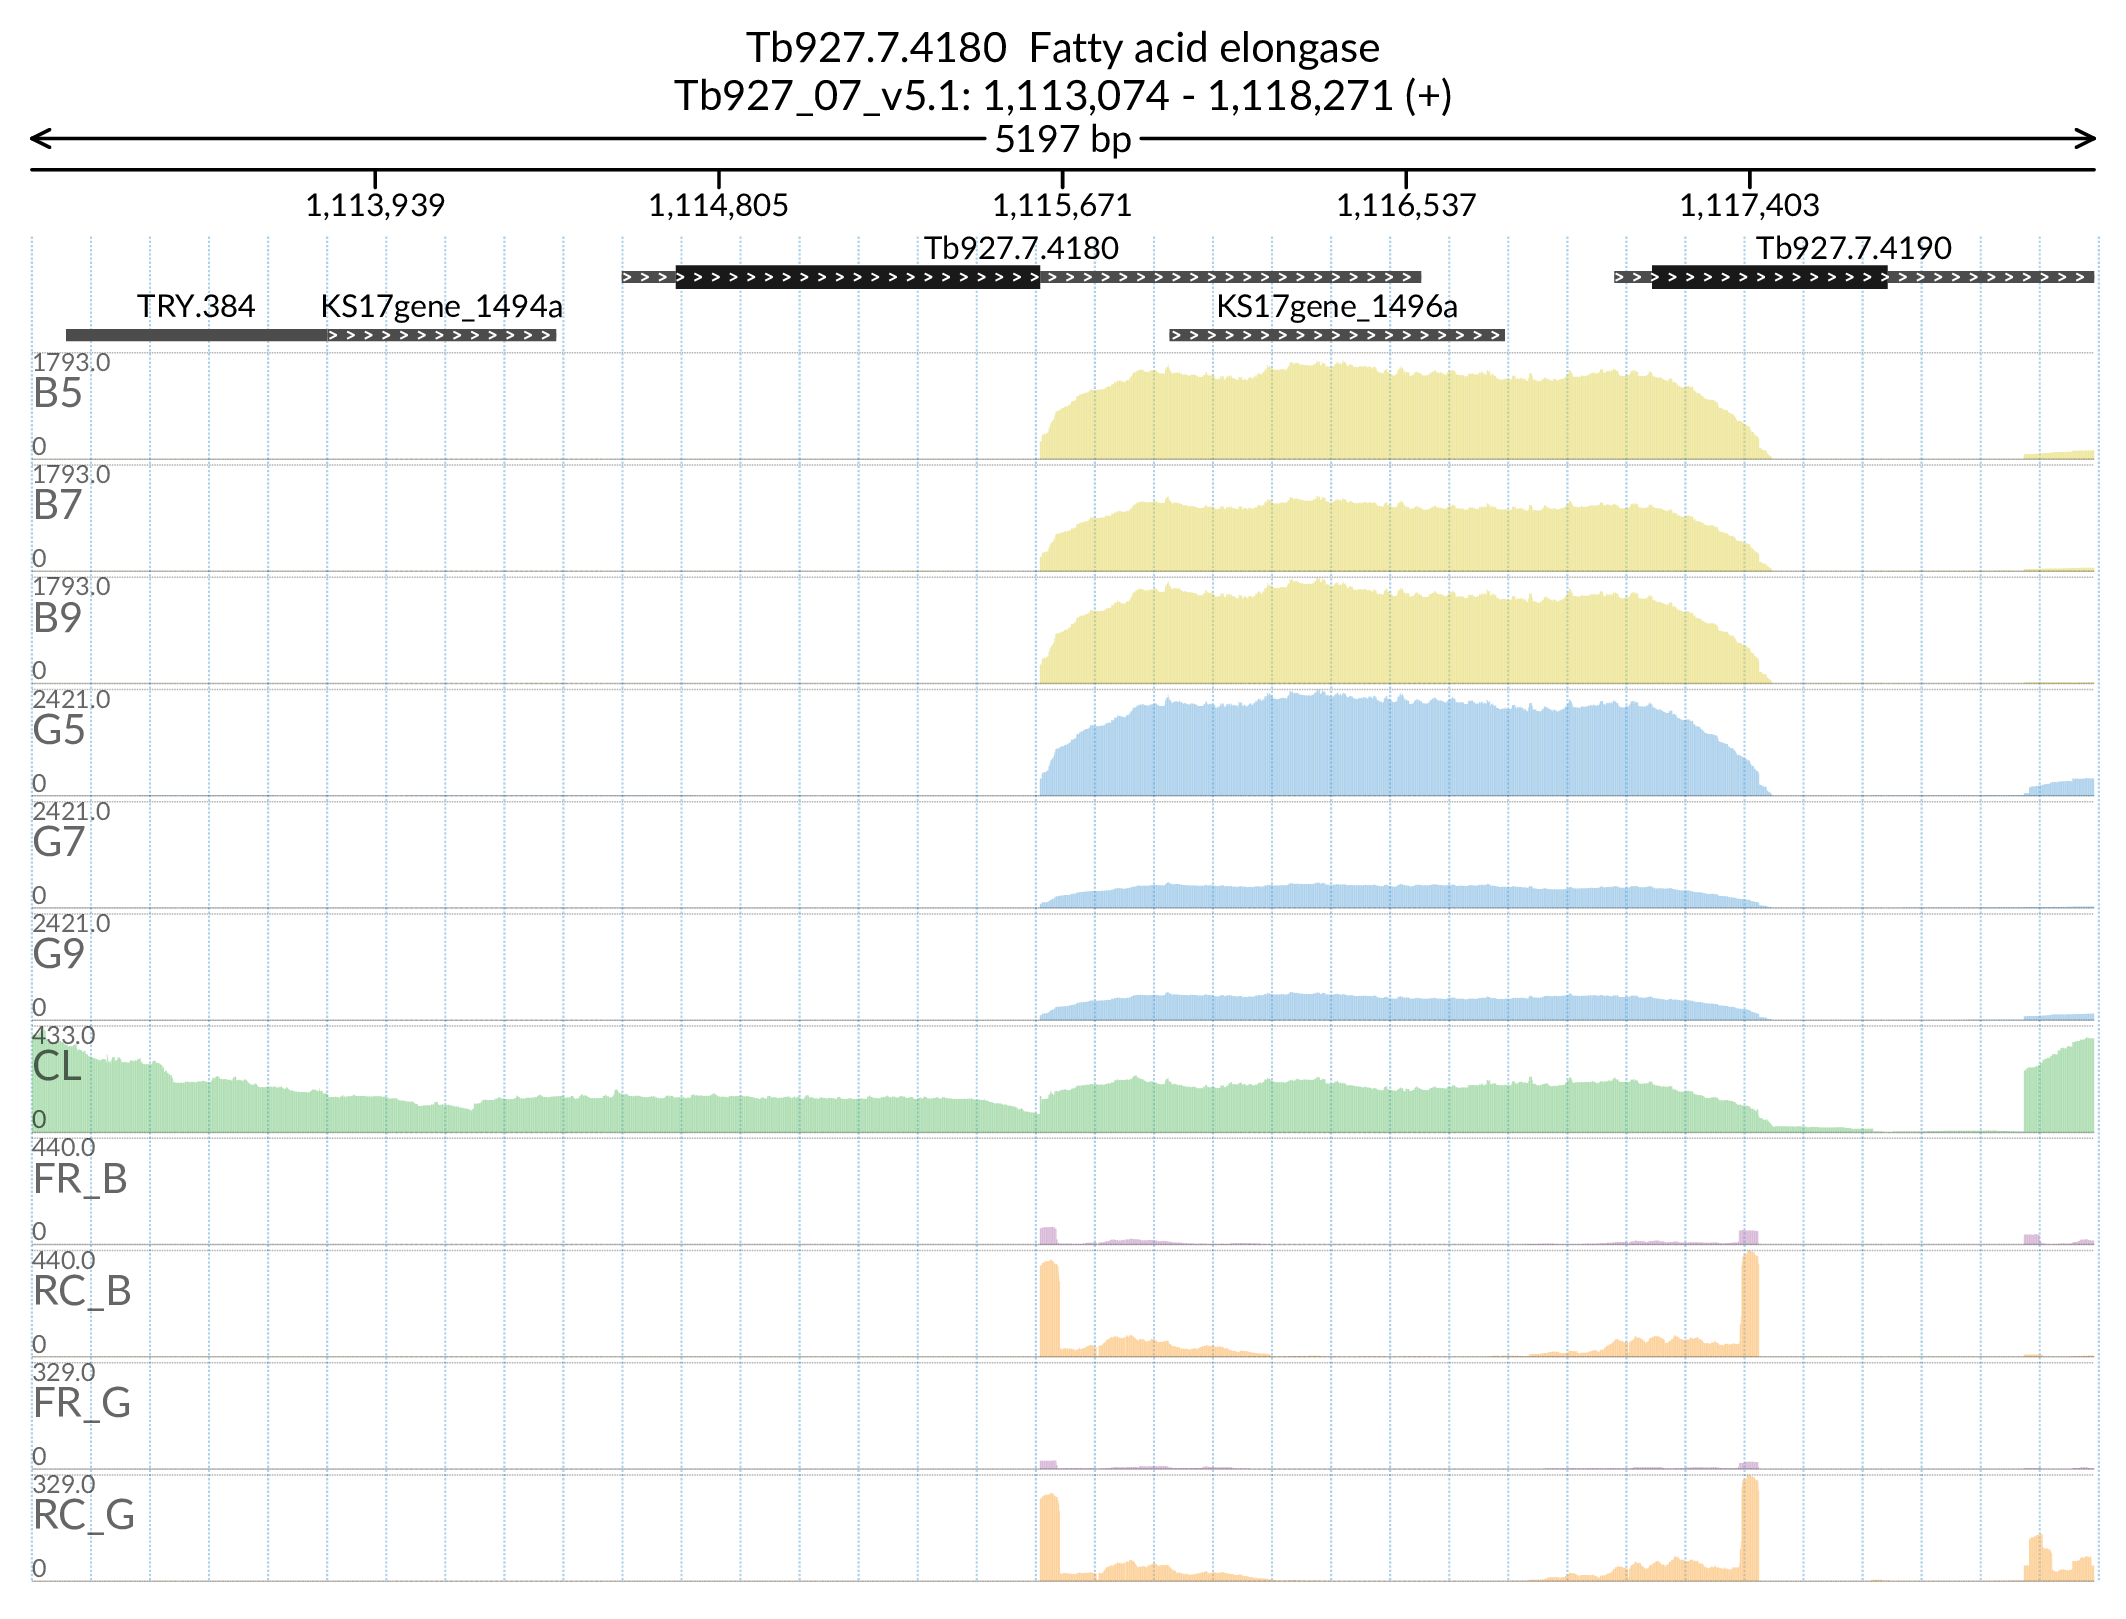 Tb927.7.4180  Fatty acid elongase
Tb927_07_v5.1: 1,113,074 - 1,118,271 (+)
5197 bp
1,113,939 1,114,805 1,115,671 1,116,537 1,117,403
Tb927.7.4180 Tb927.7.4190
TRY.384 KS17gene_1494a KS17gene_1496a
1793.0
B5
0
1793.0
B7
0
1793.0
B9
0
2421.0
G5
0
2421.0
G7
0
2421.0
G9
0
433.0
CL
0
440.0
FR_B
0
440.0
RC_B
0
329.0
FR_G
0
329.0
RC_G
0